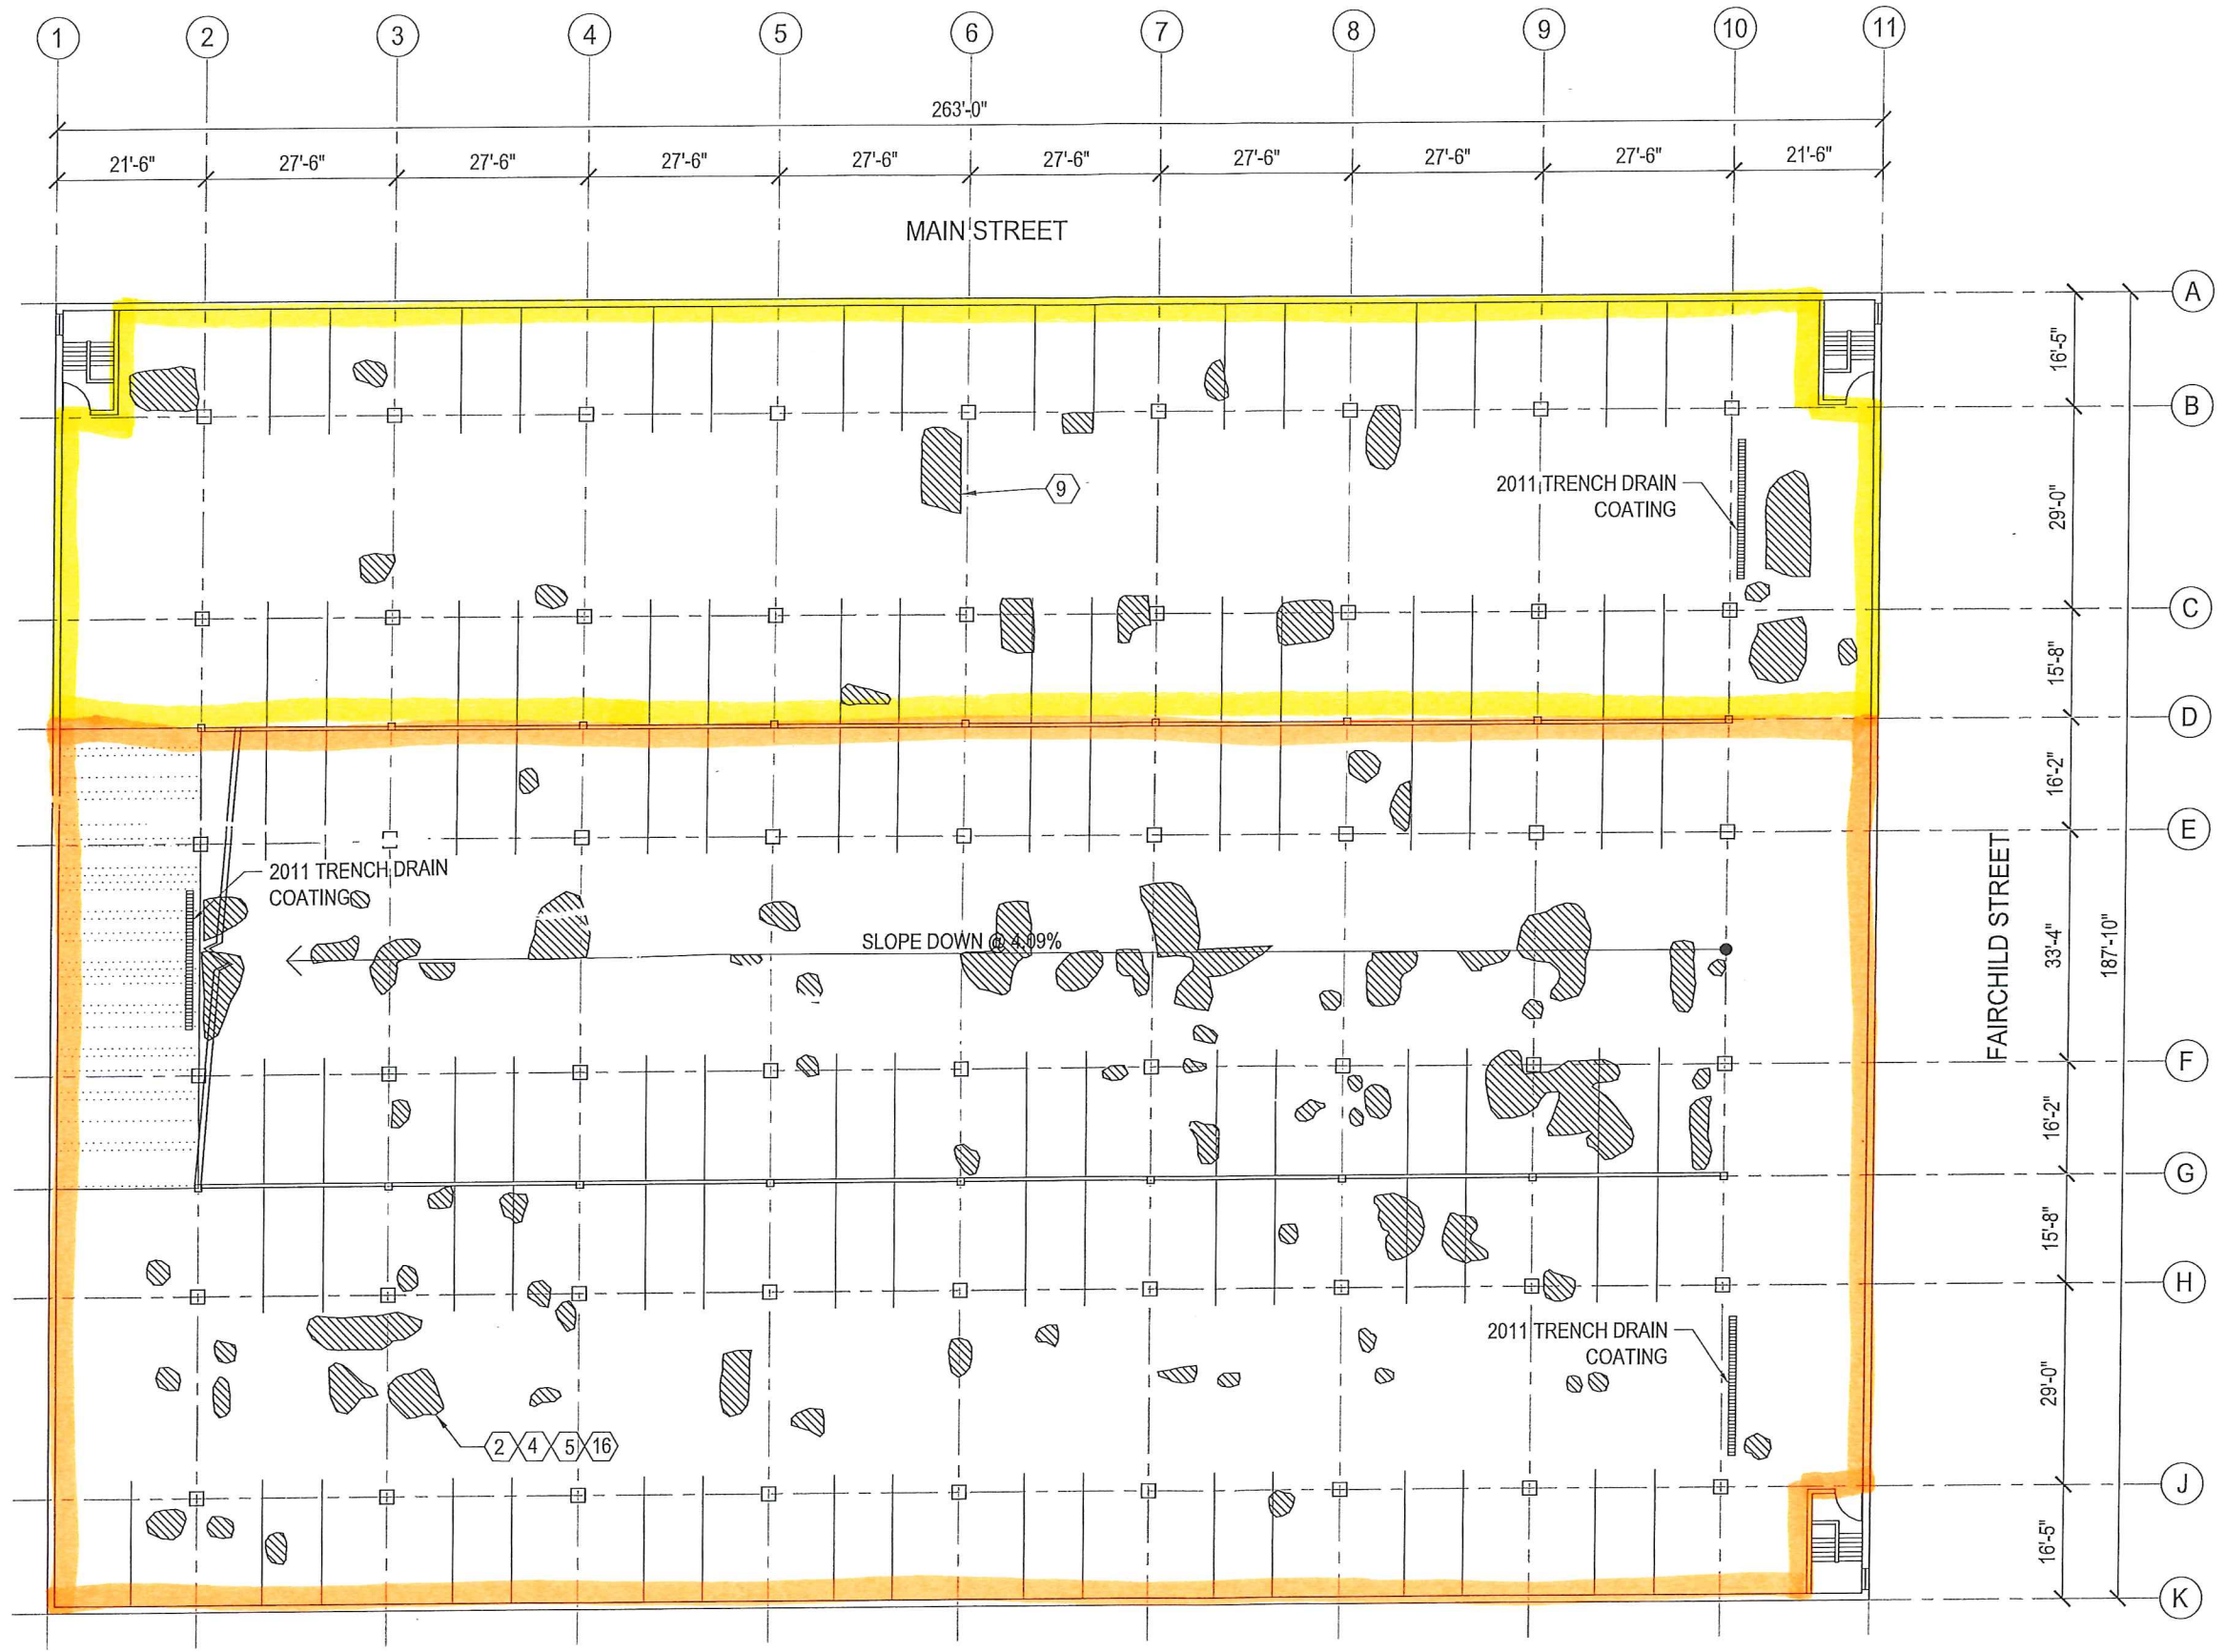 1 2 3 4 5 6 7 8 9 10 11
263'-0"
21'-6" 27'-6" 27'-6" 27'-6" 27'-6" 27'-6" 27'-6" 27'-6" 27'-6" 21'-6"
MAIN STREET
A
16'-5"
B
9
2011 TRENCH DRAIN
COATING
29'-0"
C
15'-8"
D
16'-2"
E
2011 TRENCH DRAIN
COATING
SLOPE DOWN @ 4.09%
33'-4"
187'-10"
FAIRCHILD STREET
F
16'-2"
G
15'-8"
H
2011 TRENCH DRAIN
COATING
29'-0"
2 4 5 16
J
16'-5"
K